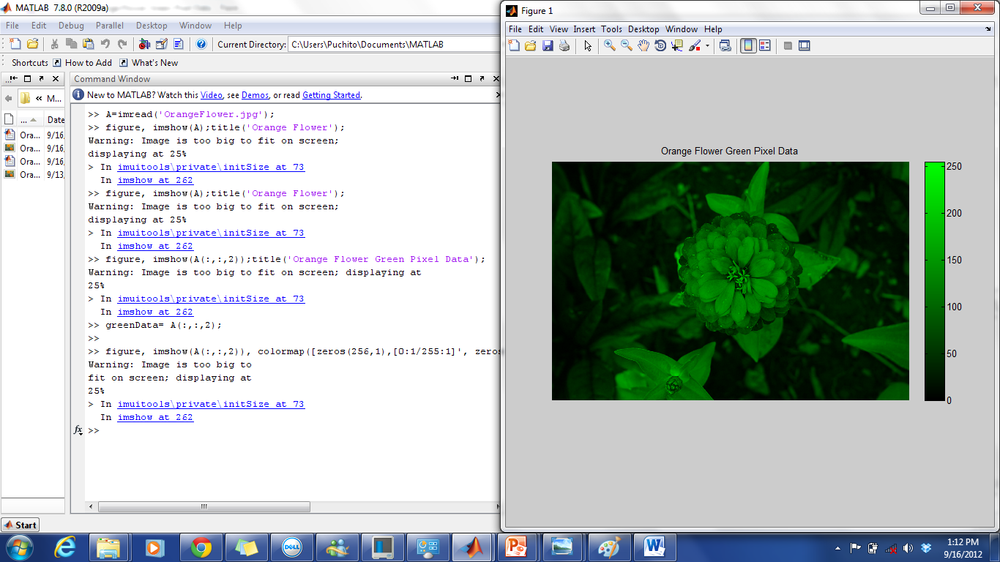 MATLAB 7.8.0 (R2009a)
File Edit Debug Parallel Desktop Window Help
Current Directory: C:\Users\Puchito\Documents\MATLAB
Shortcuts How to Add What's New
Command Window
« M...
New to MATLAB? Watch this Video, see Demos, or read Getting Started.
... Date
Ora... 9/16/
Ora... 9/16/
Ora... 9/16/
Ora... 9/13/
>> A=imread('OrangeFlower.jpg');
>> figure, imshow(A);title('Orange Flower');
Warning: Image is too big to fit on screen;
displaying at 25%
> In imuitools\private\initSize at 73
In imshow at 262
>> figure, imshow(A);title('Orange Flower');
Warning: Image is too big to fit on screen;
displaying at 25%
> In imuitools\private\initSize at 73
In imshow at 262
>> figure, imshow(A(:,:,2));title('Orange Flower Green Pixel Data');
Warning: Image is too big to fit on screen; displaying at
25%
> In imuitools\private\initSize at 73
In imshow at 262
>> greenData= A(:,:,2);
>>
>> figure, imshow(A(:,:,2)), colormap([zeros(256,1),[0:1/255:1]', zeros
Warning: Image is too big to
fit on screen; displaying at
25%
> In imuitools\private\initSize at 73
In imshow at 262
fx >>
Start
Figure 1
File Edit View Insert Tools Desktop Window Help
Orange Flower Green Pixel Data
250
200
150
100
50
0
DELL
1:12 PM
9/16/2012